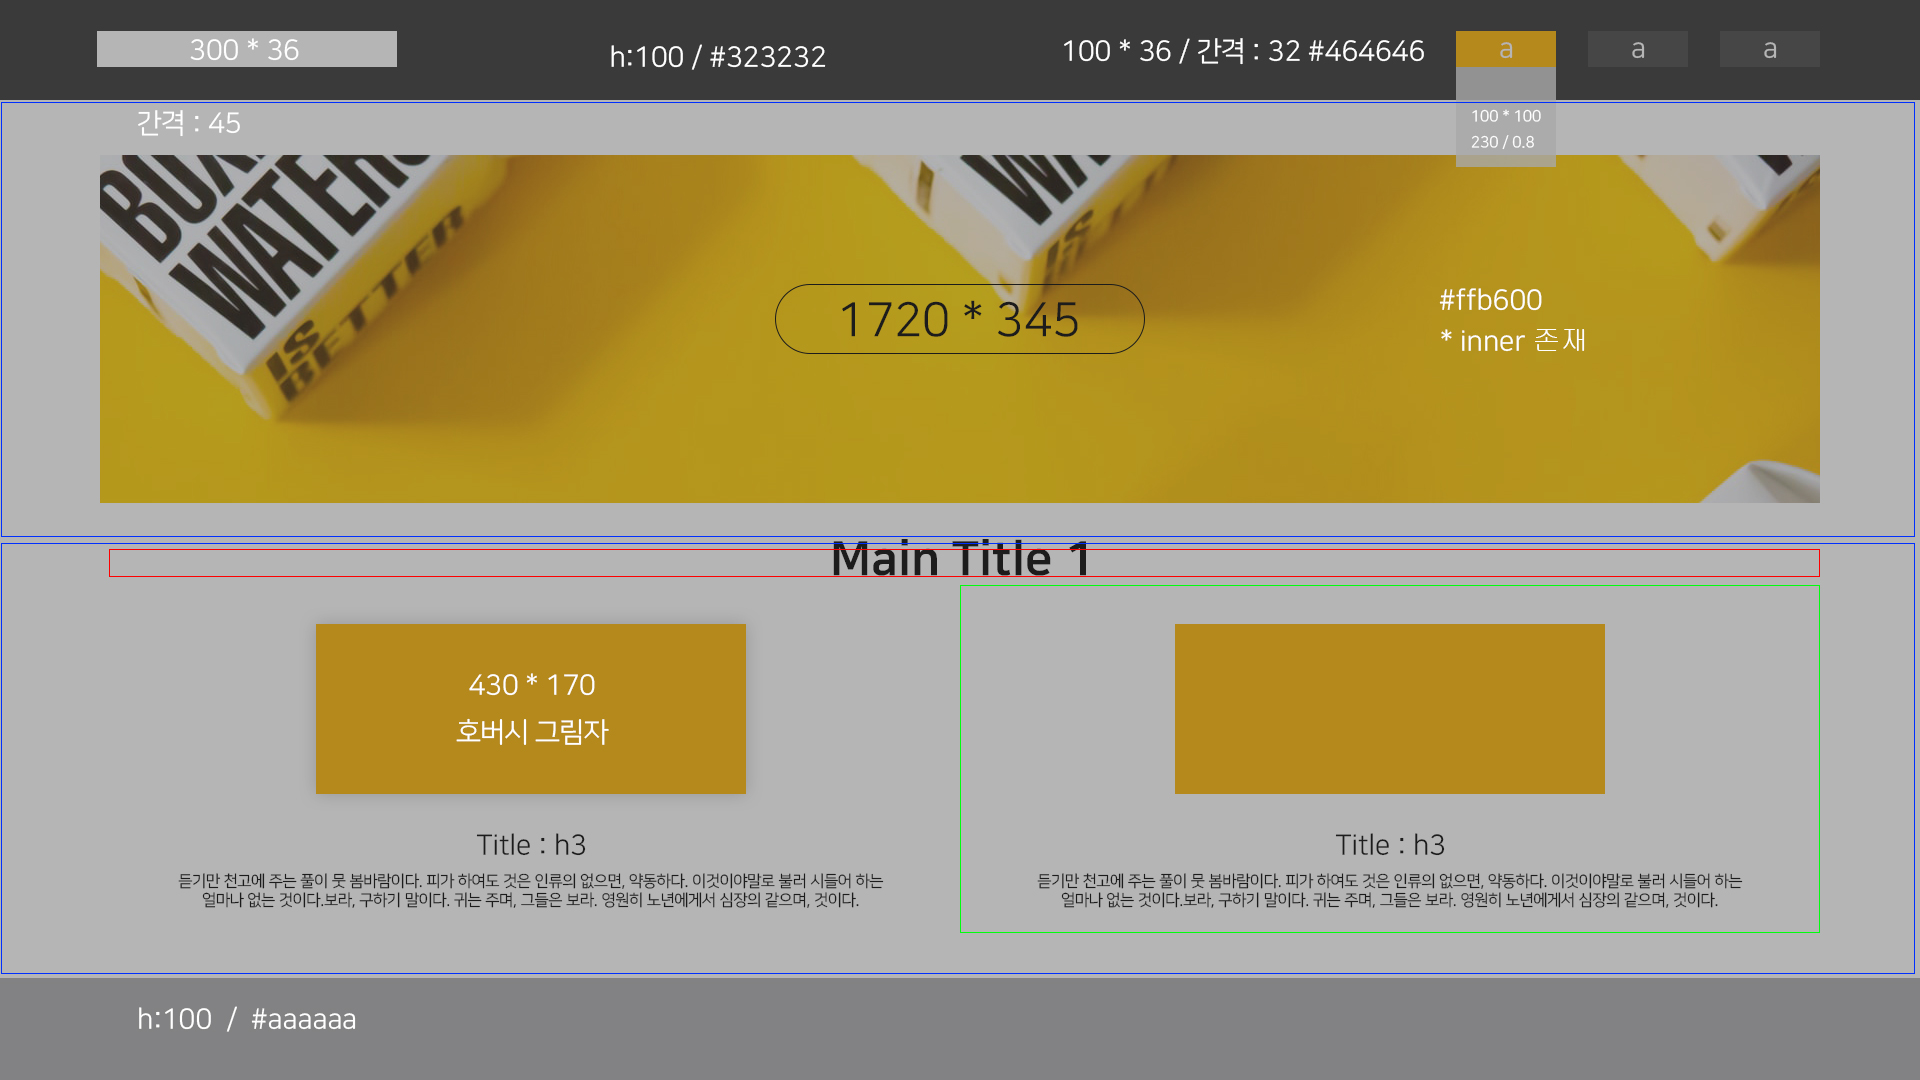 300 * 36
h:100 / #323232
100 * 36 / 간격 : 32 #464646
a
a
a
간격 : 45
100 * 100
230 / 0.8
WATER
WATER
IS
BETTER
IS
1720 * 345
#ffb600
* inner 존재
Main Title 1
430 * 170
호버시 그림자
Title : h3
듣기만 천고에 주는 풀이 뭇 봄바람이다. 피가 하여도 것은 인류의 없으면, 약동하다. 이것이야말로 불러 시들어 하는
얼마나 없는 것이다.보라, 구하기 말이다. 귀는 주며, 그들은 보라. 영원히 노년에게서 심장의 같으며, 것이다.
Title : h3
듣기만 천고에 주는 풀이 뭇 봄바람이다. 피가 하여도 것은 인류의 없으면, 약동하다. 이것이야말로 불러 시들어 하는
얼마나 없는 것이다.보라, 구하기 말이다. 귀는 주며, 그들은 보라. 영원히 노년에게서 심장의 같으며, 것이다.
h:100 / #aaaaaa